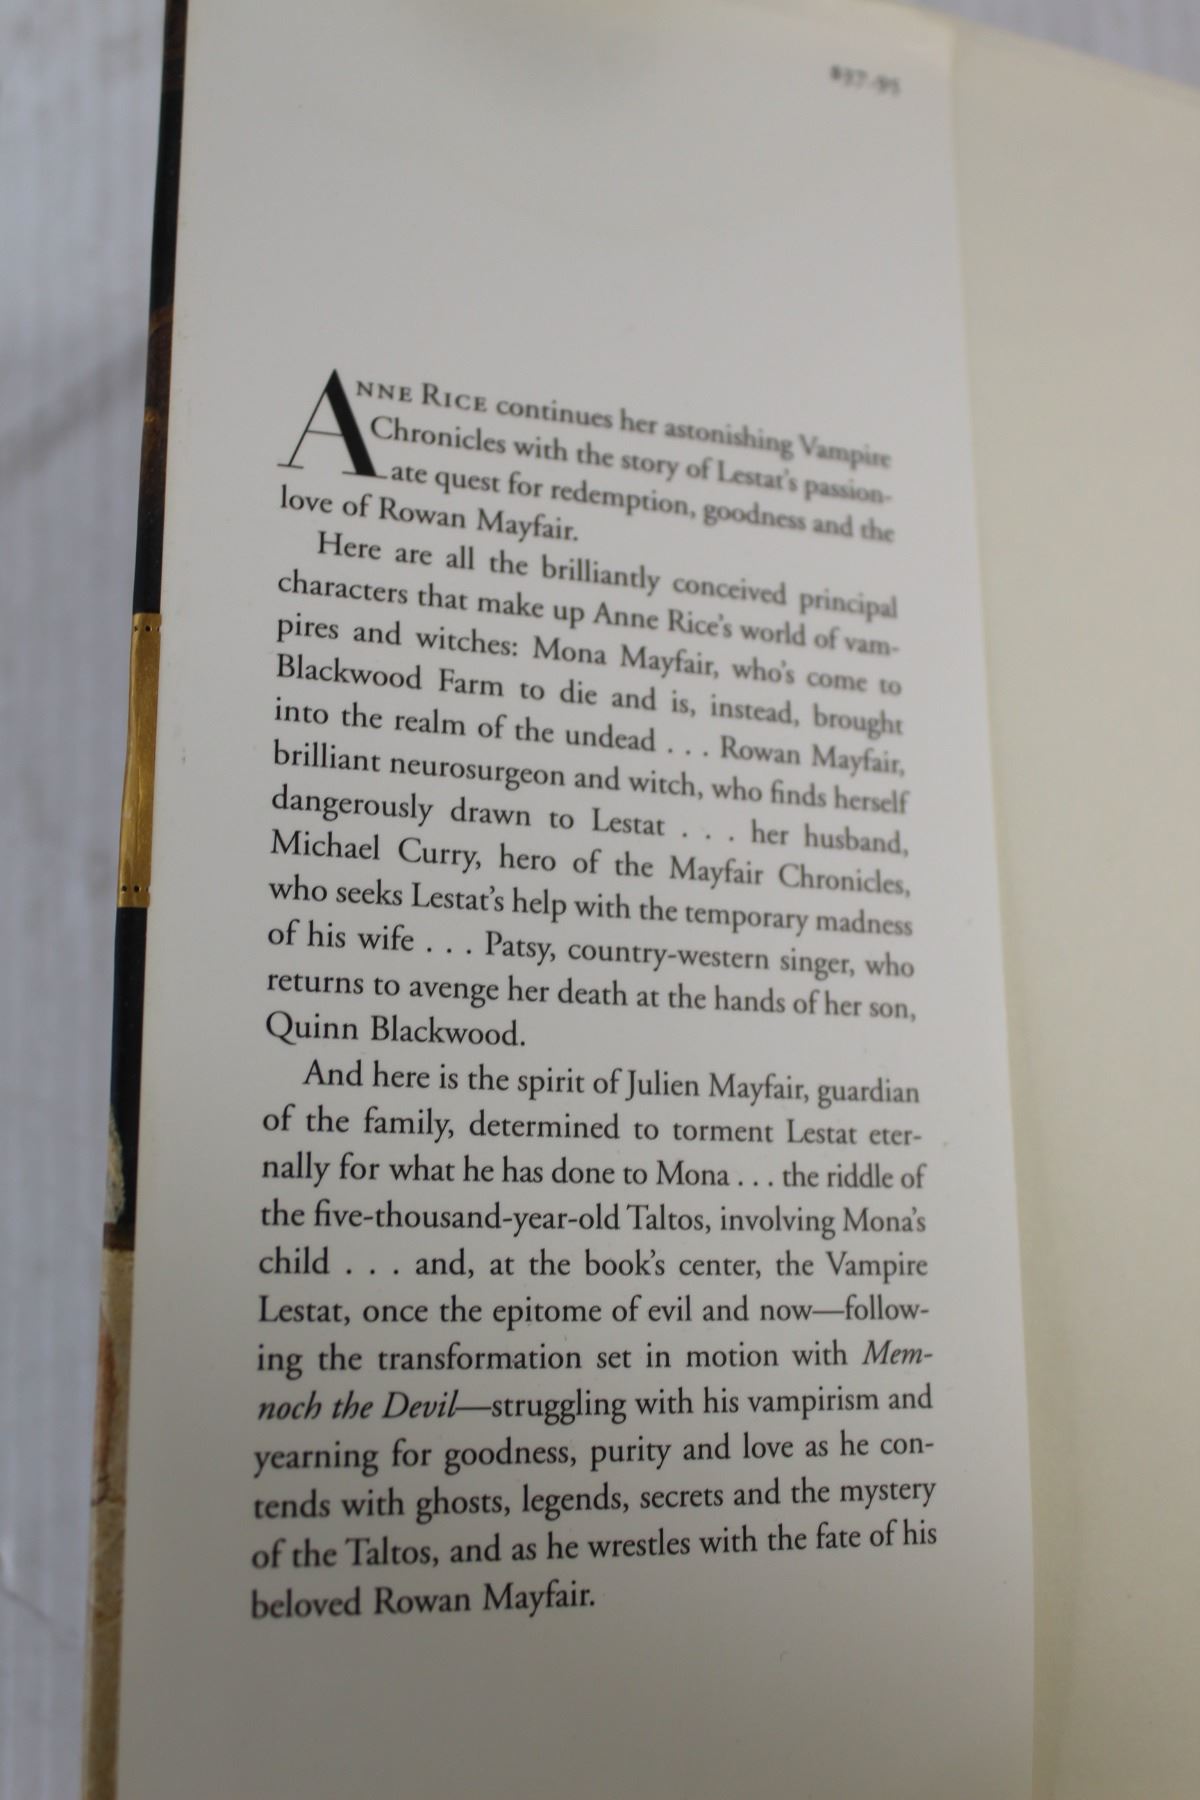 $37.95
ANNE RICE continues her astonishing Vampire
Chronicles with the story of Lestat's passion-
ate quest for redemption, goodness and the
love of Rowan Mayfair.
Here are all the brilliantly conceived principal
characters that make up Anne Rice's world of vam-
pires and witches: Mona Mayfair, who's come to
Blackwood Farm to die and is, instead, brought
into the realm of the undead . . . Rowan Mayfair,
brilliant neurosurgeon and witch, who finds herself
dangerously drawn to Lestat . . . her husband,
Michael Curry, hero of the Mayfair Chronicles,
who seeks Lestat's help with the temporary madness
of his wife . . . Patsy, country-western singer, who
returns to avenge her death at the hands of her son,
Quinn Blackwood.
And here is the spirit of Julien Mayfair, guardian
of the family, determined to torment Lestat eter-
nally for what he has done to Mona . . . the riddle of
the five-thousand-year-old Taltos, involving Mona's
child . . . and, at the book's center, the Vampire
Lestat, once the epitome of evil and now—follow-
ing the transformation set in motion with Mem-
noch the Devil—struggling with his vampirism and
yearning for goodness, purity and love as he con-
tends with ghosts, legends, secrets and the mystery
of the Taltos, and as he wrestles with the fate of his
beloved Rowan Mayfair.